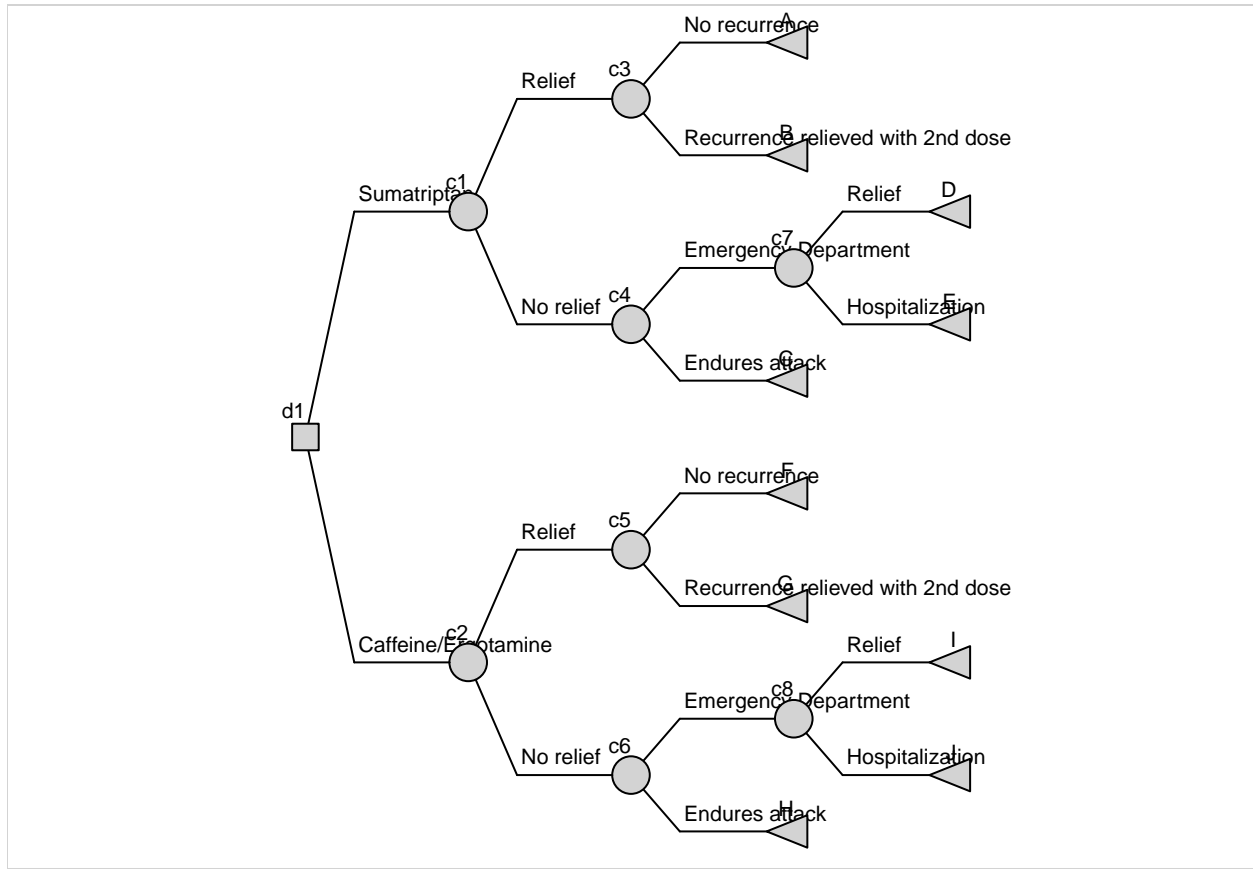 A
No recurrence
c3
Relief
B
Recurrence relieved with 2nd dose
c1
Sumatriptan
Relief
D
c7
Emergency Department
c4
No relief
E
Hospitalization
C
Endures attack
d1
F
No recurrence
c5
Relief
G
Recurrence relieved with 2nd dose
c2
Caffeine/Ergotamine
Relief
I
c8
Emergency Department
c6
No relief
J
Hospitalization
H
Endures attack